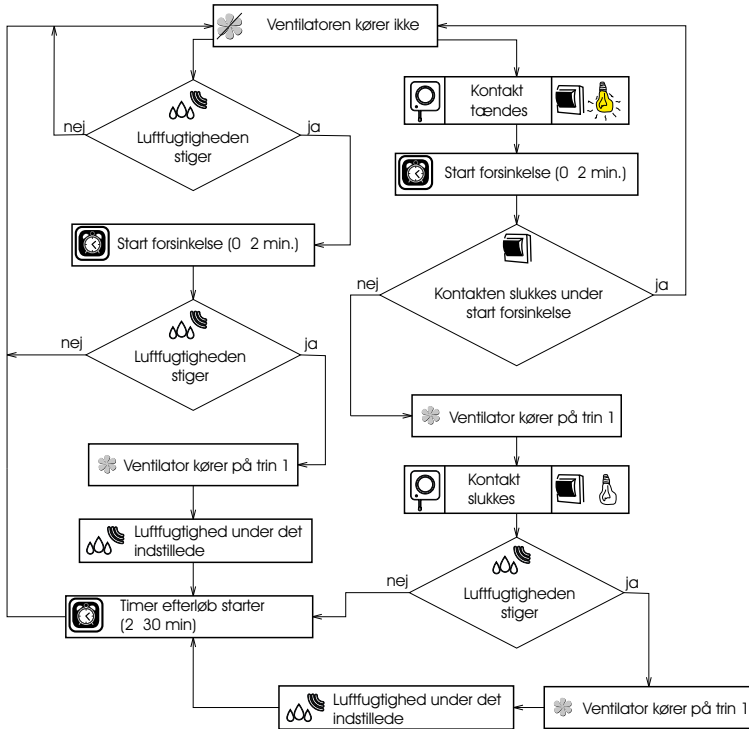 Ventilatoren kører ikke
nej
Luftfugtigheden
stiger
ja
Start forsinkelse (0 2 min.)
nej
Luftfugtigheden
stiger
ja
Ventilator kører på trin 1
Luftfugtighed under det
indstillede
Timer efterløb starter
(2 30 min)
Kontakt
tændes
Start forsinkelse (0 2 min.)
nej
Kontakten slukkes under
start forsinkelse
ja
Ventilator kører på trin 1
Kontakt
slukkes
nej
Luftfugtigheden
stiger
ja
Ventilator kører på trin 1
Luftfugtighed under det
indstillede